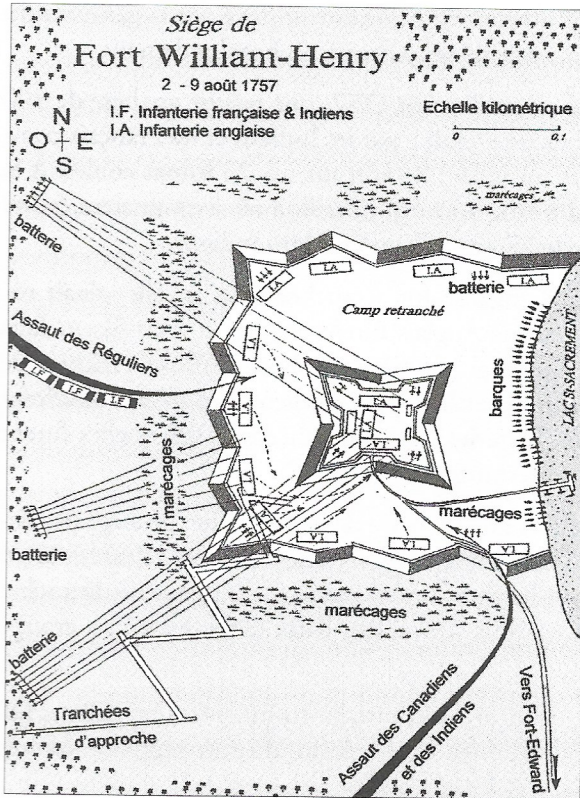 Siège de
Fort William-Henry
2 - 9 août 1757
I.F. Infanterie française & Indiens
I.A. Infanterie anglaise
Echelle kilométrique
0 0,1
N
O E
S
marécages
batterie
I.A
I.A
I.A
I.A
batterie
I.A
Camp retranché
Assaut des Réguliers
I.F
I.F
I.F
I.A
I.A
I.A
I.A
I.A
I.A
barques
LAC St-SACREMENT
marécages
I.A
marécages
batterie
I.A
I.A
I.A
I.A
marécages
batterie
Tranchées
d'approche
Assaut des Canadiens
et des Indiens
Vers Fort-Edward